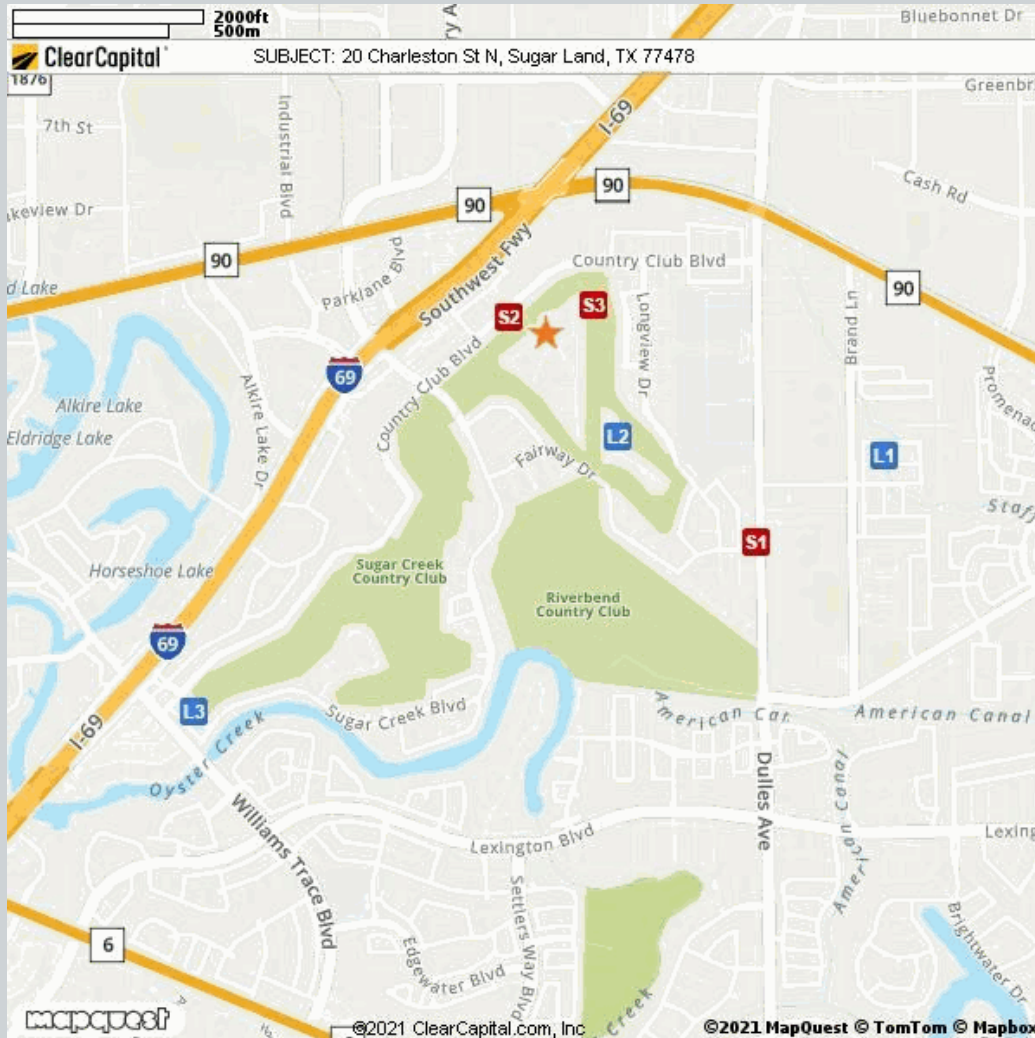 2000ft
500m
ry A
Bluebonnet Dr
ClearCapital
SUBJECT: 20 Charleston St N, Sugar Land, TX 77478
1876
Greenbr
7th St
Industrial Blvd
I-69
90
90
Cash Rd
akeview Dr
90
Parklane Blvd
Southwest Fwy
Country Club Blvd
d Lake
90
S2
S3
Longview Dr
Brand Ln
69
Country Club Blvd
Alkire Lake Dr
Promenad
Alkire Lake
Eldridge Lake
L2
Fairway Dr
L1
Staff
S1
Horseshoe Lake
Sugar Creek
Country Club
Riverbend
Country Club
69
L3
Sugar Creek Blvd
American Can
American Canal
I-69
Oyster Creek
Dulles Ave
American Canal
Williams Trace Blvd
Lexington Blvd
Lexing
Settlers Way Blvd
6
Edgewater Blvd
Brightwater Dr
Creek
mapquest
©2021 ClearCapital.com, Inc
©2021 MapQuest © TomTom © Mapbox